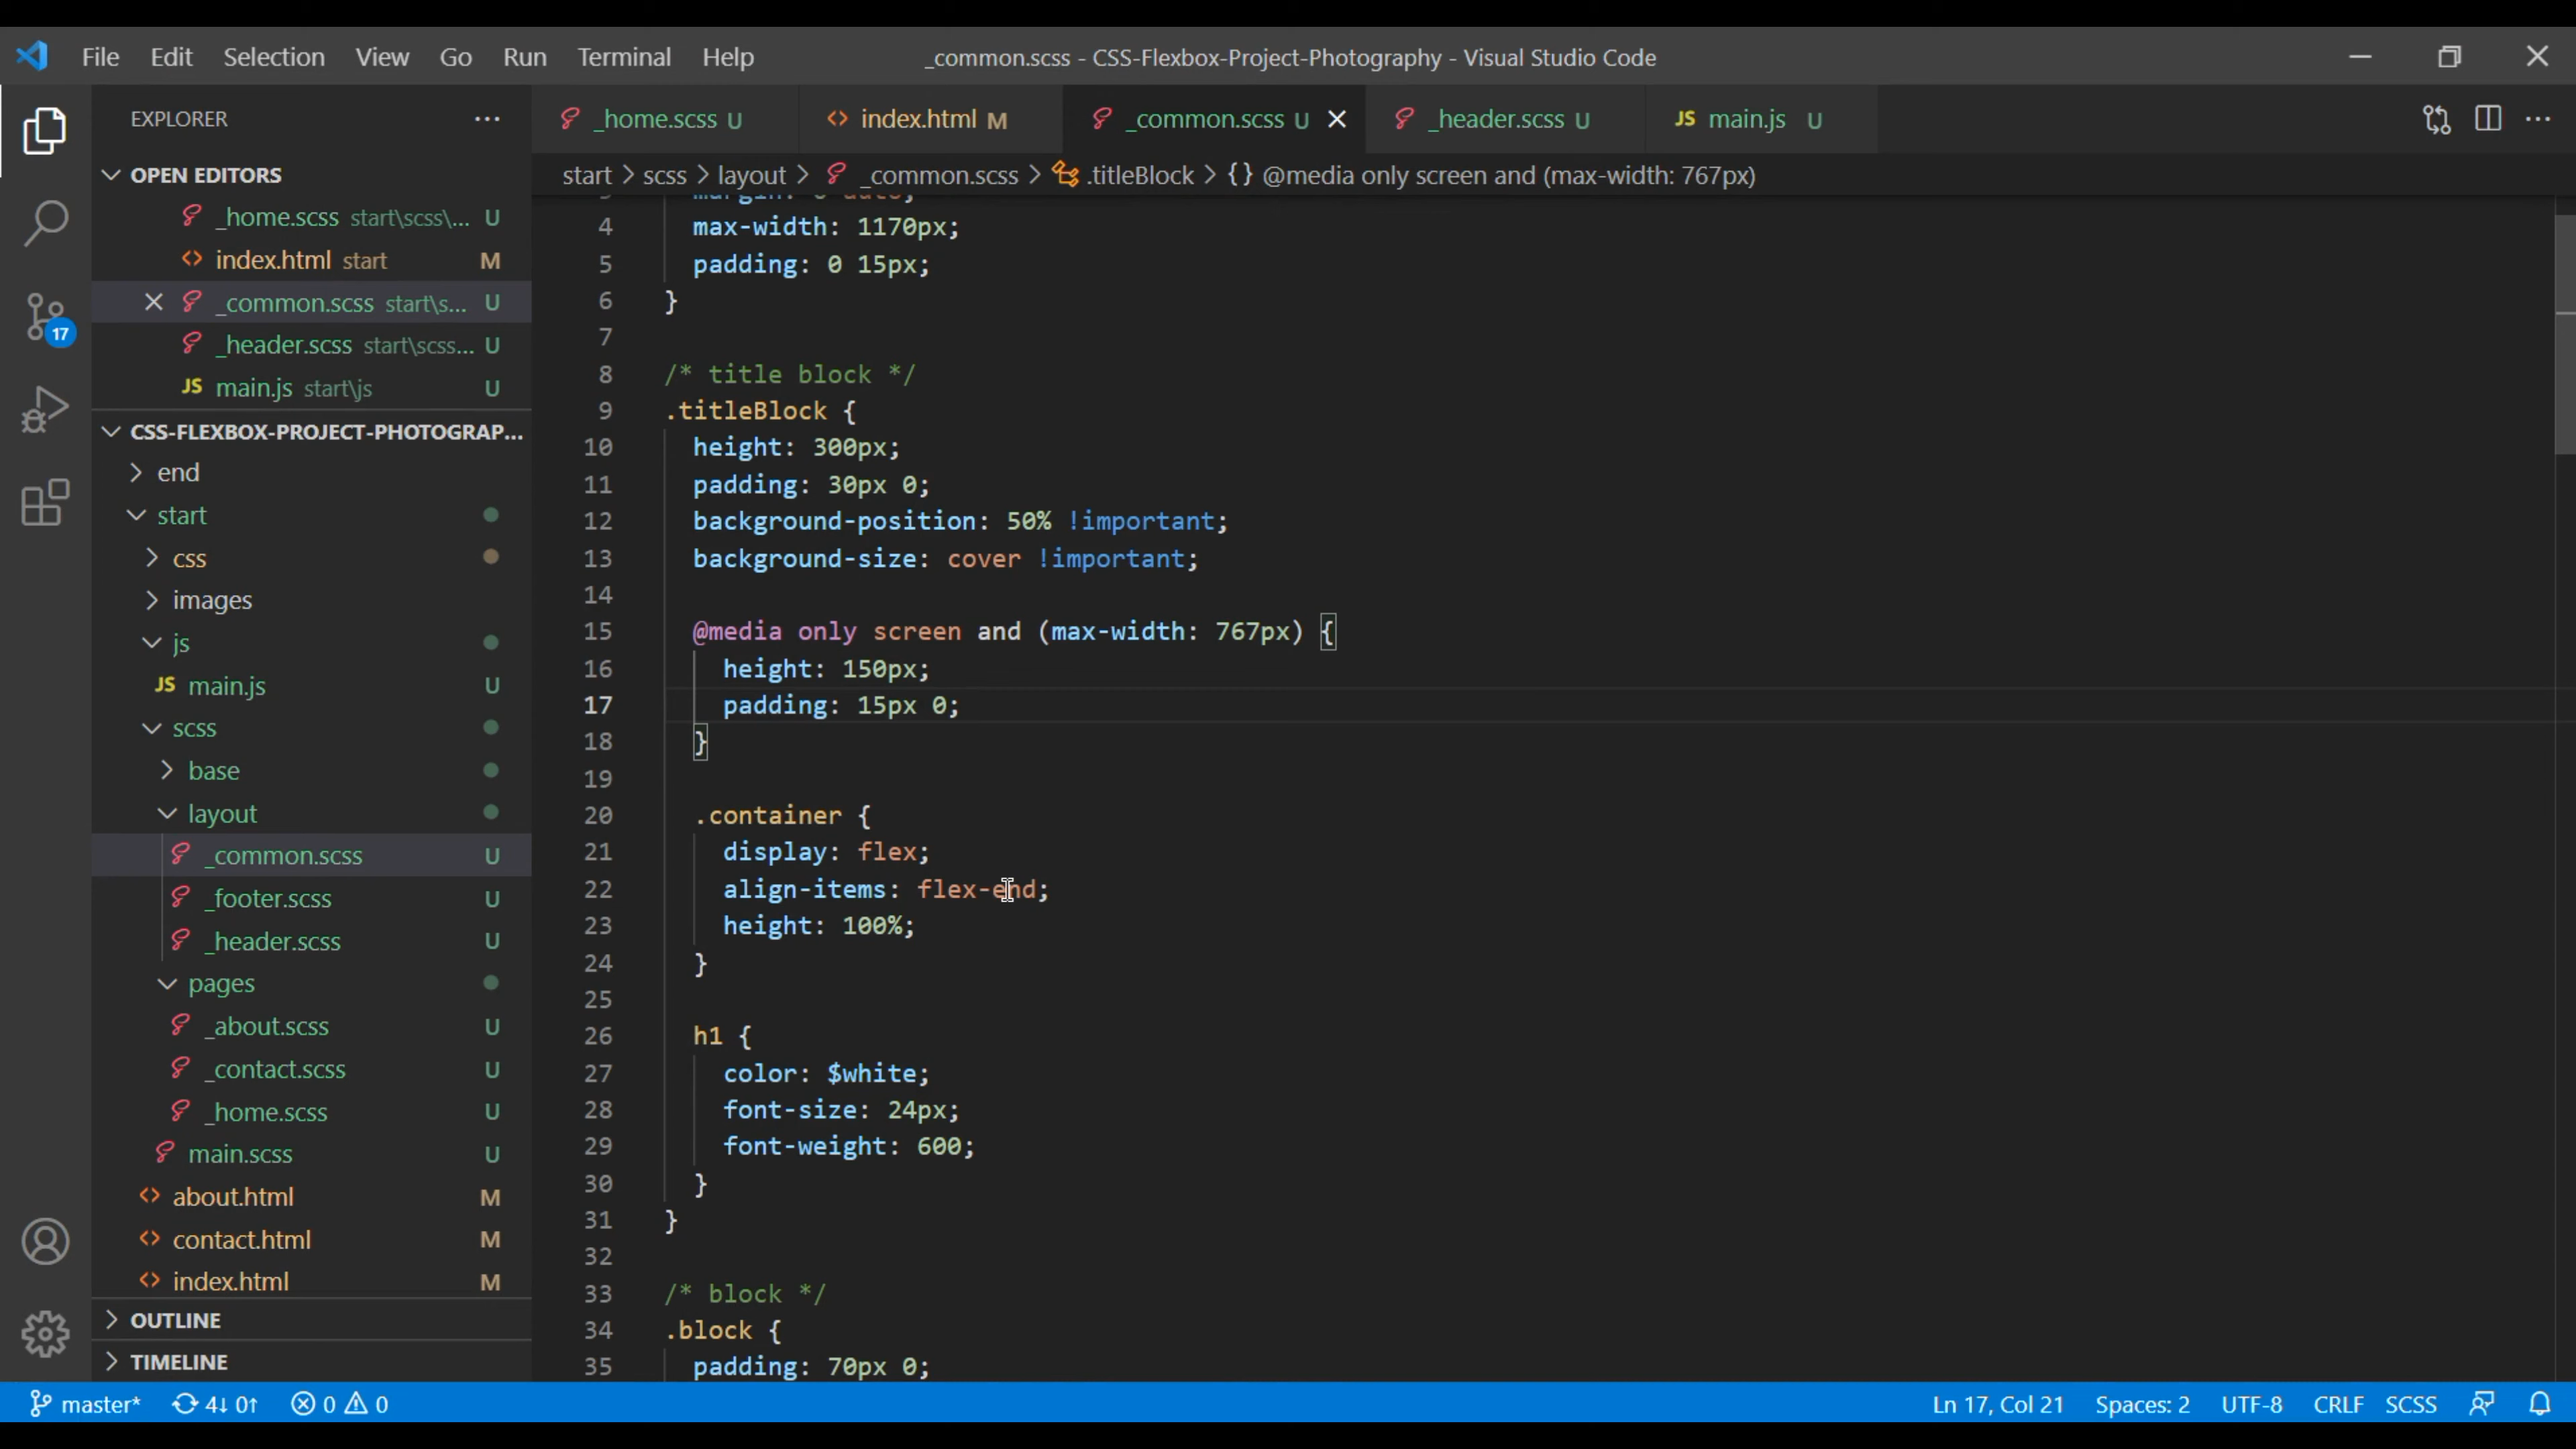 File Edit Selection View Go Run Terminal Help
_common.scss - CSS-Flexbox-Project-Photography - Visual Studio Code
EXPLORER
_home.scss U index.html M _common.scss U _header.scss U main.js U
start > scss > layout > _common.scss > .titleBlock > {} @media only screen and (max-width: 767px)
OPEN EDITORS
_home.scss start\scss\... U
index.html start M
_common.scss start\s... U
_header.scss start\scss... U
JS main.js start\js U
CSS-FLEXBOX-PROJECT-PHOTOGRAP...
end
start
css
images
js
JS main.js U
scss
base
layout
_common.scss U
_footer.scss U
_header.scss U
pages
_about.scss U
_contact.scss U
_home.scss U
main.scss U
about.html M
contact.html M
index.html M
OUTLINE
TIMELINE
17
4 max-width: 1170px;
5 padding: 0 15px;
6 }
7
8 /* title block */
9 .titleBlock {
10 height: 300px;
11 padding: 30px 0;
12 background-position: 50% !important;
13 background-size: cover !important;
14
15 @media only screen and (max-width: 767px) {
16 height: 150px;
17 padding: 15px 0;
18 }
19
20 .container {
21 display: flex;
22 align-items: flex-end;
23 height: 100%;
24 }
25
26 h1 {
27 color: $white;
28 font-size: 24px;
29 font-weight: 600;
30 }
31 }
32
33 /* block */
34 .block {
35 padding: 70px 0;
master* 4↓ 0↑ 0 0
Ln 17, Col 21 Spaces: 2 UTF-8 CRLF SCSS